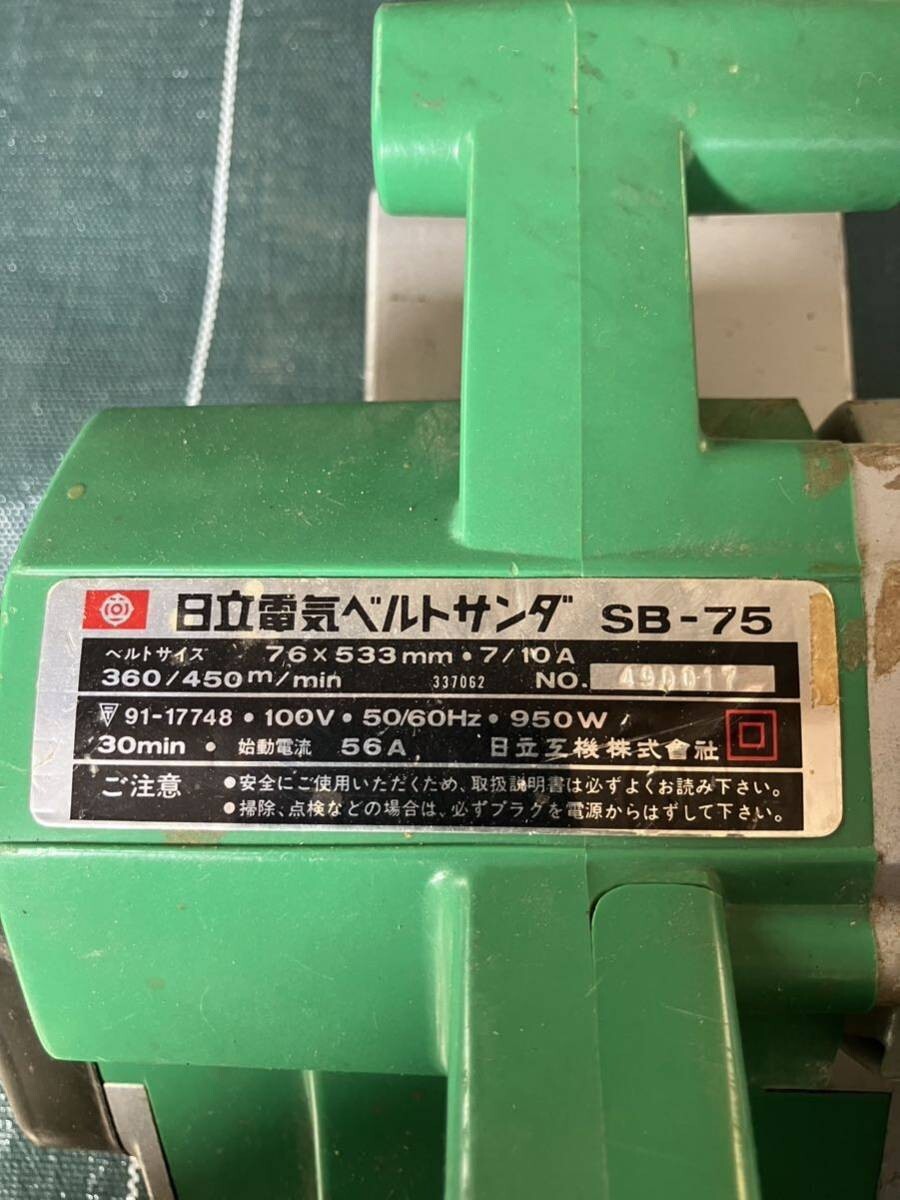 日立電気ベルトサンダ SB-75
ベルトサイズ 76×533mm・7/10A
360/450m/min 337062 NO. 490017
〒91-17748・100V・50/60Hz・950W
30min・始動電流 56A 日立工機株式會社
ご注意 ●安全にご使用いただくため、取扱説明書は必ずよくお読み下さい。
●掃除、点検などの場合は、必ずプラグを電源からはずして下さい。